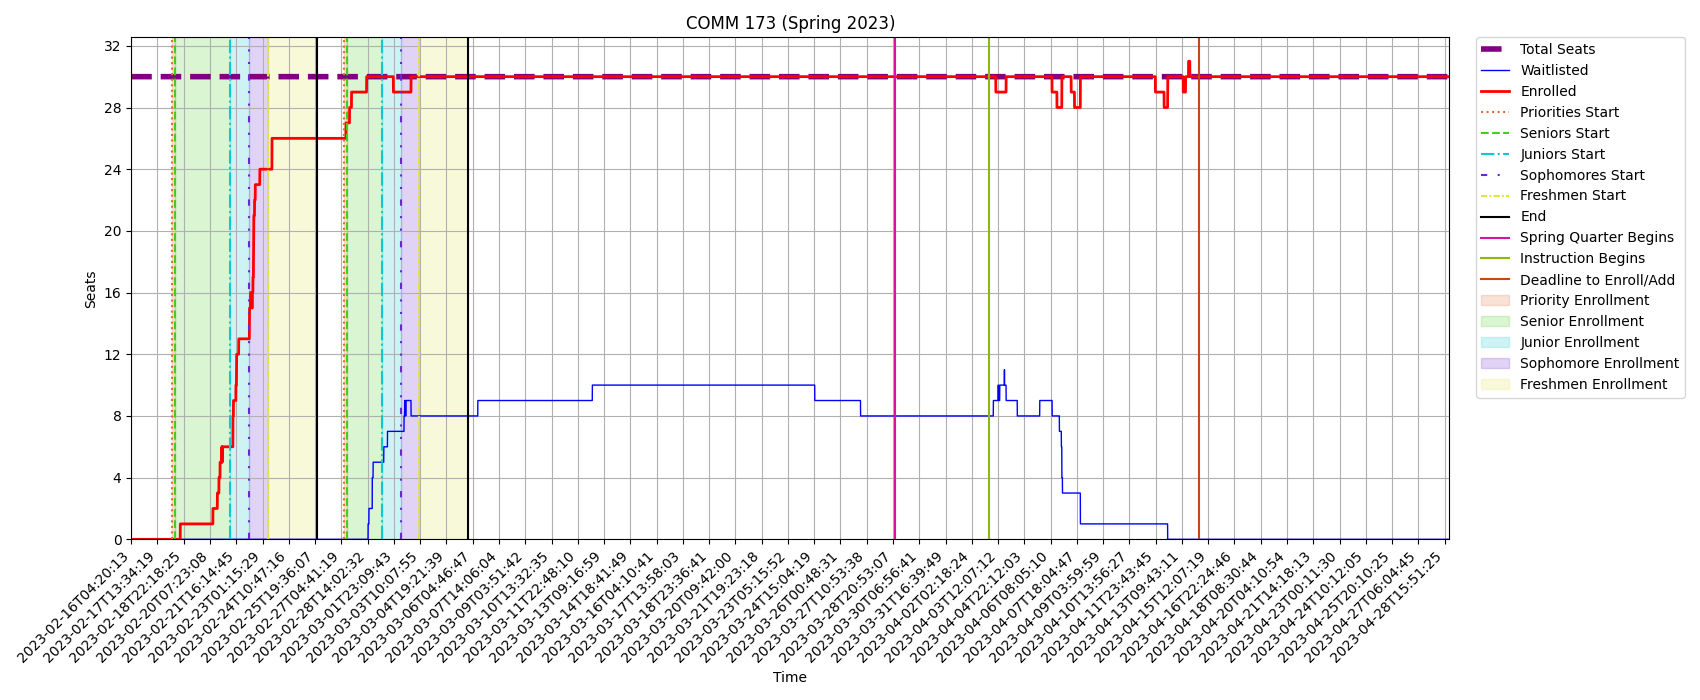 COMM 173 (Spring 2023)
Seats
32
28
24
20
16
12
8
4
0
2023-02-16T04:20:13
2023-02-17T13:34:19
2023-02-18T22:18:25
2023-02-20T07:23:08
2023-02-21T16:14:45
2023-02-23T01:15:29
2023-02-24T10:47:16
2023-02-25T19:36:07
2023-02-27T04:41:19
2023-02-28T14:02:32
2023-03-01T23:09:43
2023-03-03T10:07:55
2023-03-04T19:21:39
2023-03-06T04:46:47
2023-03-07T14:06:04
2023-03-09T03:51:42
2023-03-10T13:32:35
2023-03-11T22:48:10
2023-03-13T09:16:59
2023-03-14T18:41:49
2023-03-16T04:10:41
2023-03-17T13:58:03
2023-03-18T23:36:41
2023-03-20T09:42:00
2023-03-21T19:23:18
2023-03-23T05:15:52
2023-03-24T15:04:19
2023-03-26T00:48:31
2023-03-27T10:53:38
2023-03-28T20:53:07
2023-03-30T06:56:41
2023-03-31T16:39:49
2023-04-02T02:18:24
2023-04-03T12:07:12
2023-04-04T22:12:03
2023-04-06T08:05:10
2023-04-07T18:04:47
2023-04-09T03:59:59
2023-04-10T13:56:27
2023-04-11T23:43:45
2023-04-13T09:43:11
2023-04-15T12:07:19
2023-04-16T22:24:46
2023-04-18T08:30:44
2023-04-20T04:10:54
2023-04-21T14:18:13
2023-04-23T00:11:30
2023-04-24T10:12:05
2023-04-25T20:10:25
2023-04-27T06:04:45
2023-04-28T15:51:25
Time
Total Seats
Waitlisted
Enrolled
Priorities Start
Seniors Start
Juniors Start
Sophomores Start
Freshmen Start
End
Spring Quarter Begins
Instruction Begins
Deadline to Enroll/Add
Priority Enrollment
Senior Enrollment
Junior Enrollment
Sophomore Enrollment
Freshmen Enrollment